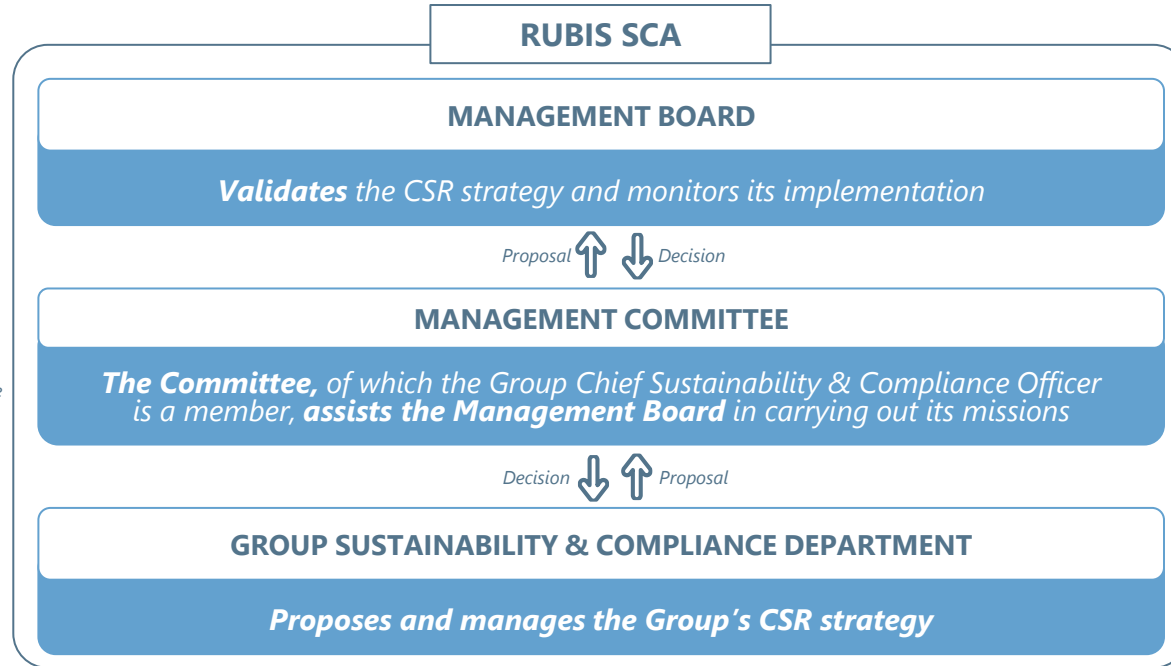 RUBIS SCA
MANAGEMENT BOARD
Validates the CSR strategy and monitors its implementation
Proposal Decision
MANAGEMENT COMMITTEE
The Committee, of which the Group Chief Sustainability & Compliance Officer
is a member, assists the Management Board in carrying out its missions
Decision Proposal
GROUP SUSTAINABILITY & COMPLIANCE DEPARTMENT
Proposes and manages the Group's CSR strategy